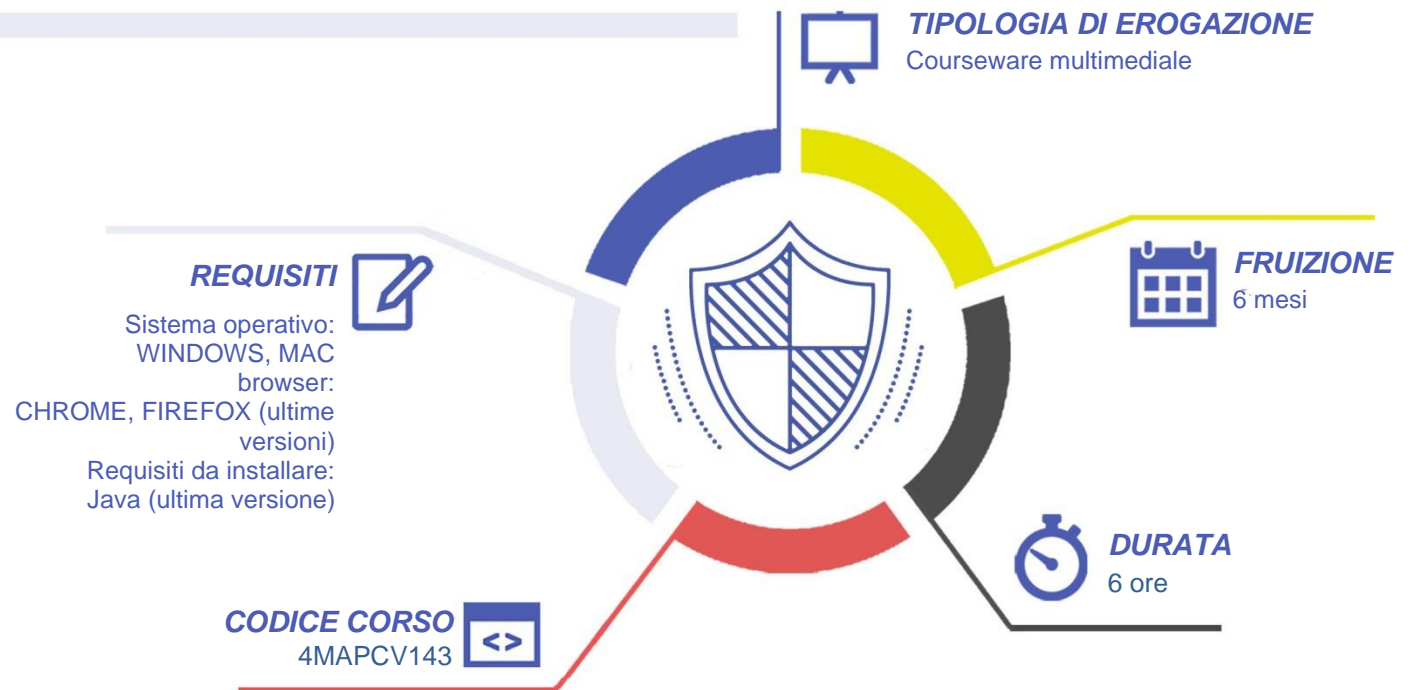 TIPOLOGIA DI EROGAZIONE
Courseware multimediale
FRUIZIONE
6 mesi
REQUISITI
Sistema operativo:
WINDOWS, MAC
browser:
CHROME, FIREFOX (ultime
versioni)
Requisiti da installare:
Java (ultima versione)
DURATA
6 ore
CODICE CORSO
4MAPCV143
<>